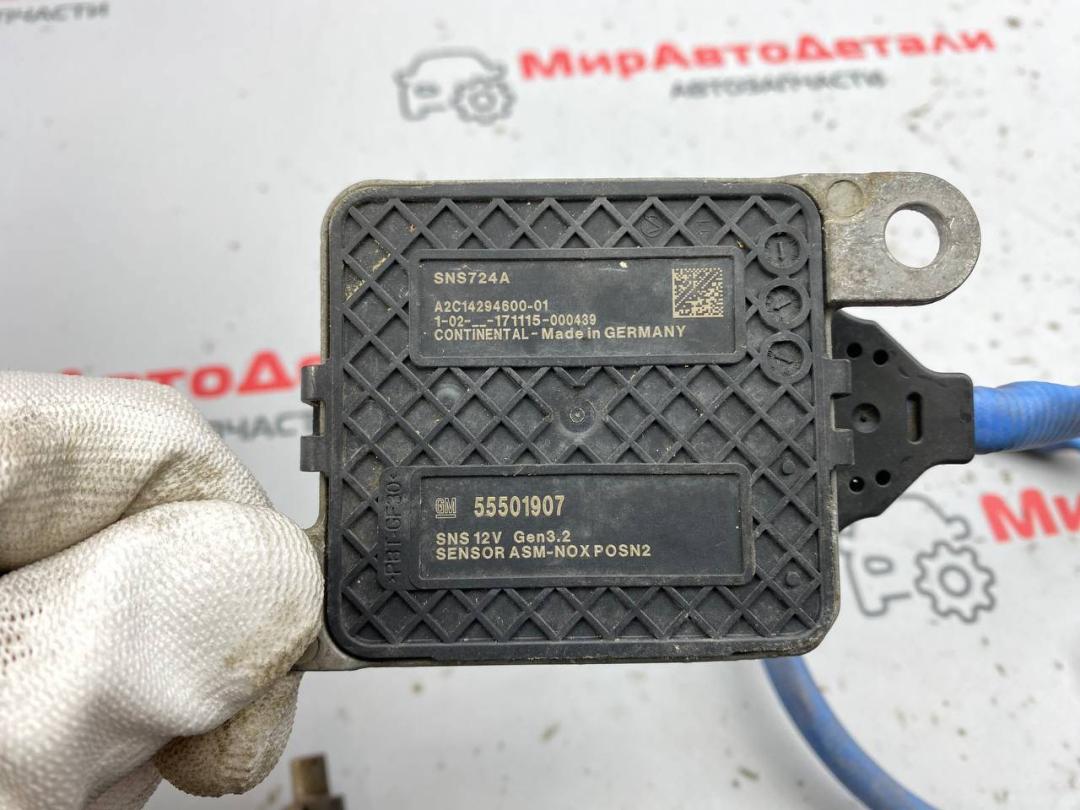 МирАвтоДетали
АВТОЗАПЧАСТИ
SNS724A
A2C14294600-01
1-02-__-171115-000439
CONTINENTAL - Made in GERMANY
GM 55501907
SNS 12V Gen3.2
SENSOR ASM-NOX POSN2
>PBT-GF30<